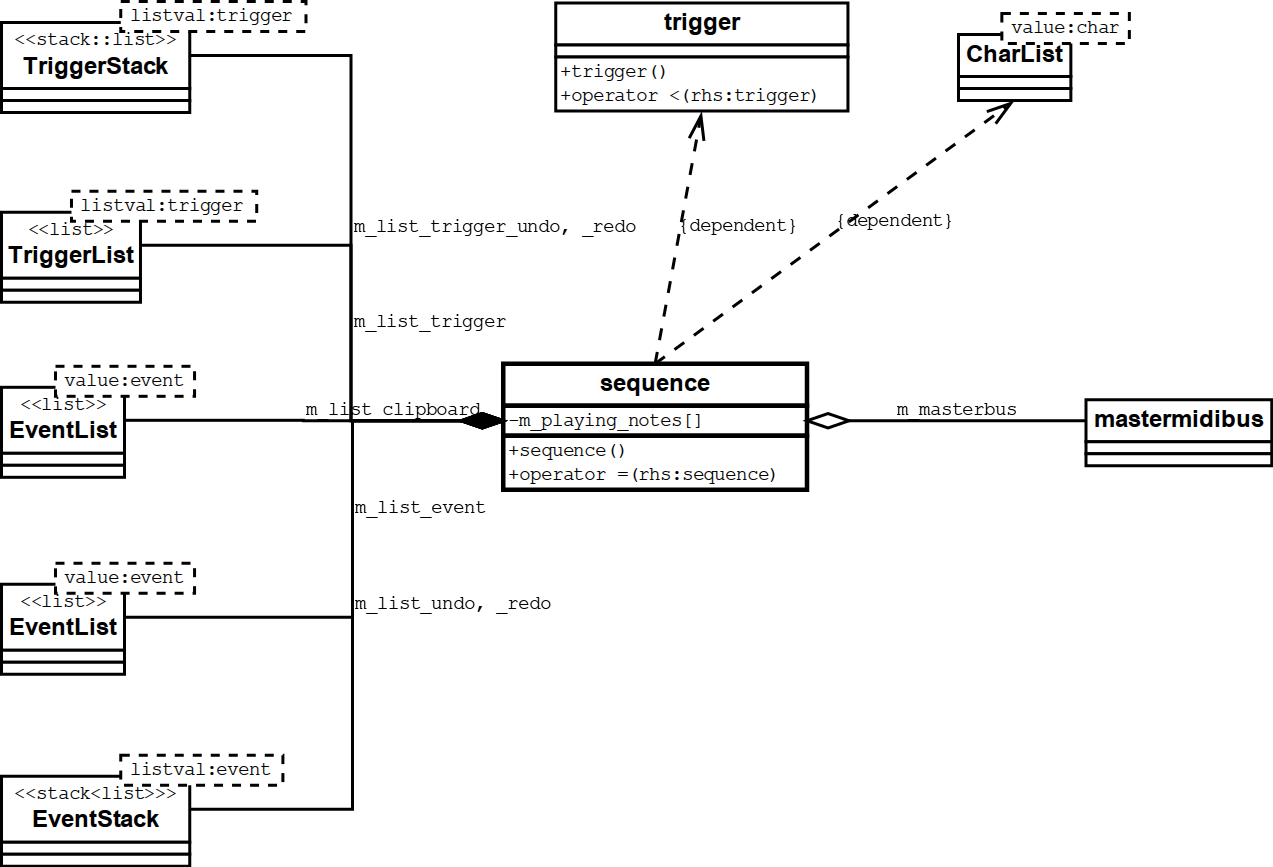 listval:trigger
<<stack::list>>
TriggerStack
trigger
+trigger()
+operator <(rhs:trigger)
value:char
CharList
listval:trigger
<<list>>
TriggerList
m_list_trigger_undo, _redo
{dependent}
{dependent}
m_list_trigger
value:event
<<list>>
EventList
m_list_clipboard
sequence
-m_playing_notes[]
+sequence()
+operator =(rhs:sequence)
m_masterbus
mastermidibus
m_list_event
value:event
<<list>>
EventList
m_list_undo, _redo
listval:event
<<stack<list>>>
EventStack